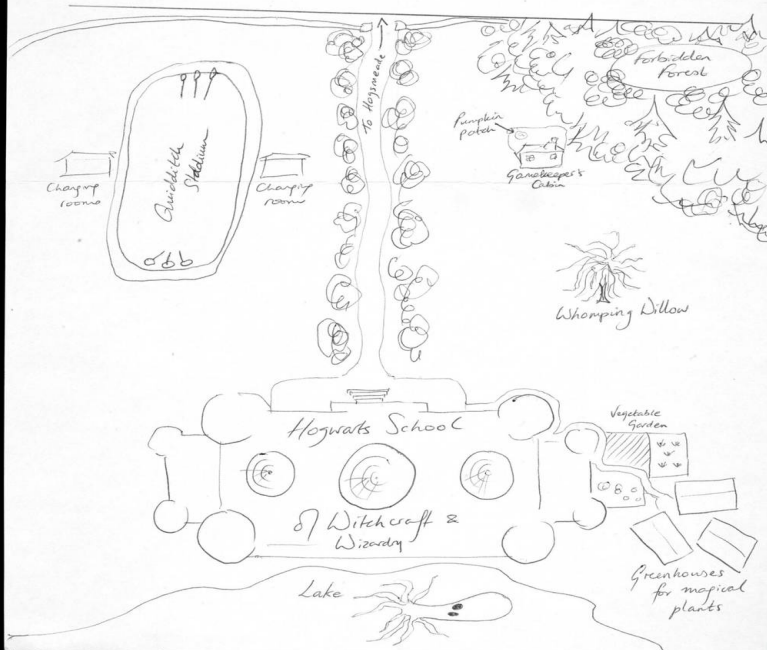 To Hogsmeade
Forbidden
Forest
Pumpkin
patch
Gamekeeper's
Cabin
Quidditch
Stadium
Changing
rooms
Changing
rooms
Whomping Willow
Hogwarts School
of Witchcraft &
Wizardry
Vegetable
Garden
Greenhouses
for magical
plants
Lake